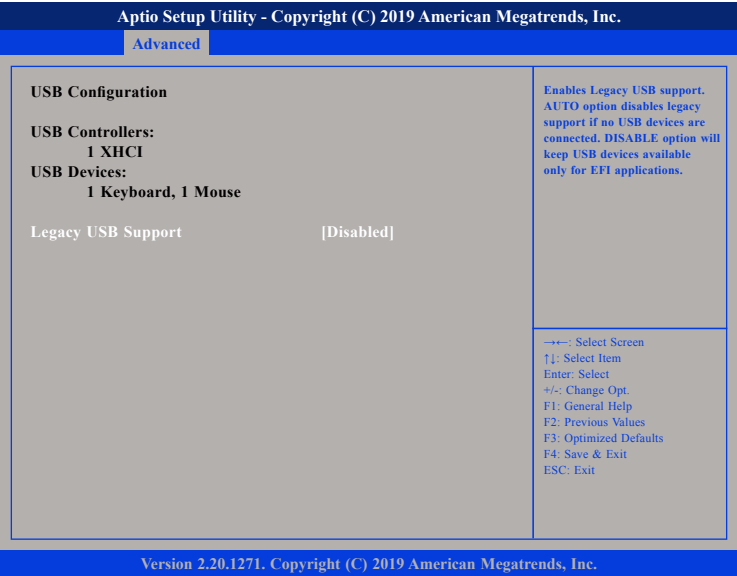 Aptio Setup Utility - Copyright (C) 2019 American Megatrends, Inc.
Advanced
USB Configuration
USB Controllers:
1 XHCI
USB Devices:
1 Keyboard, 1 Mouse
Legacy USB Support [Disabled]
Enables Legacy USB support.
AUTO option disables legacy
support if no USB devices are
connected. DISABLE option will
keep USB devices available
only for EFI applications.
→←: Select Screen
↑↓: Select Item
Enter: Select
+/-: Change Opt.
F1: General Help
F2: Previous Values
F3: Optimized Defaults
F4: Save & Exit
ESC: Exit
Version 2.20.1271. Copyright (C) 2019 American Megatrends, Inc.